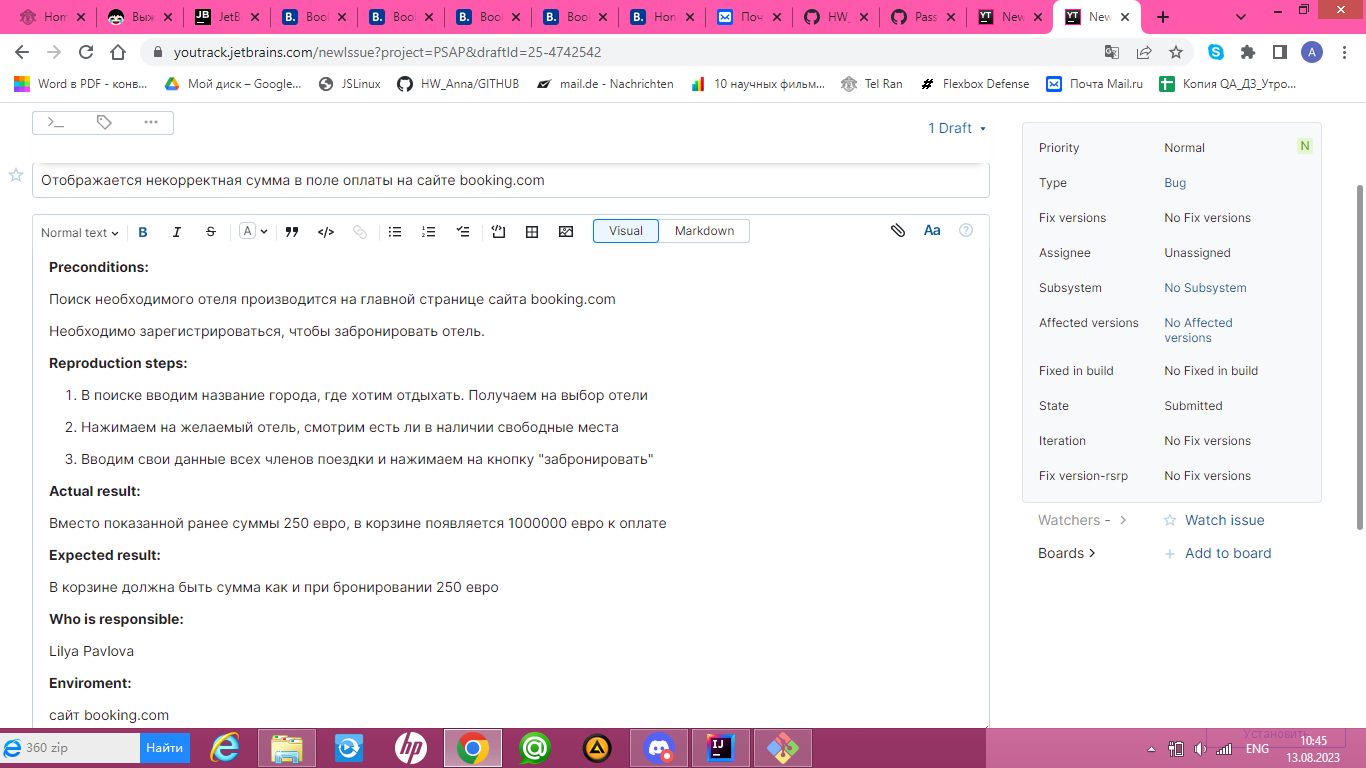 Hom
Выж
JetB
Book
Book
Book
Book
Hon
Поч
HW_
Pass
New
New
youtrack.jetbrains.com/newIssue?project=PSAP&draftId=25-4742542
A
Word в PDF - конв...
Мой диск – Google...
JSLinux
HW_Anna/GITHUB
mail.de - Nachrichten
10 научных фильм...
Tel Ran
Flexbox Defense
Почта Mail.ru
Копия QA_ДЗ_Утро...
1 Draft
Отображается некорректная сумма в поле оплаты на сайте booking.com
Normal text
B I S A
Visual Markdown
Aa
Preconditions:
Поиск необходимого отеля производится на главной странице сайта booking.com
Необходимо зарегистрироваться, чтобы забронировать отель.
Reproduction steps:
1. В поиске вводим название города, где хотим отдыхать. Получаем на выбор отели
2. Нажимаем на желаемый отель, смотрим есть ли в наличии свободные места
3. Вводим свои данные всех членов поездки и нажимаем на кнопку "забронировать"
Actual result:
Вместо показанной ранее суммы 250 евро, в корзине появляется 1000000 евро к оплате
Expected result:
В корзине должна быть сумма как и при бронировании 250 евро
Who is responsible:
Lilya Pavlova
Enviroment:
сайт booking.com
Priority Normal N
Type Bug
Fix versions No Fix versions
Assignee Unassigned
Subsystem No Subsystem
Affected versions No Affected
versions
Fixed in build No Fixed in build
State Submitted
Iteration No Fix versions
Fix version-rsrp No Fix versions
Watchers - Watch issue
Boards Add to board
360 zip
Найти
Установить
ENG
10:45
13.08.2023